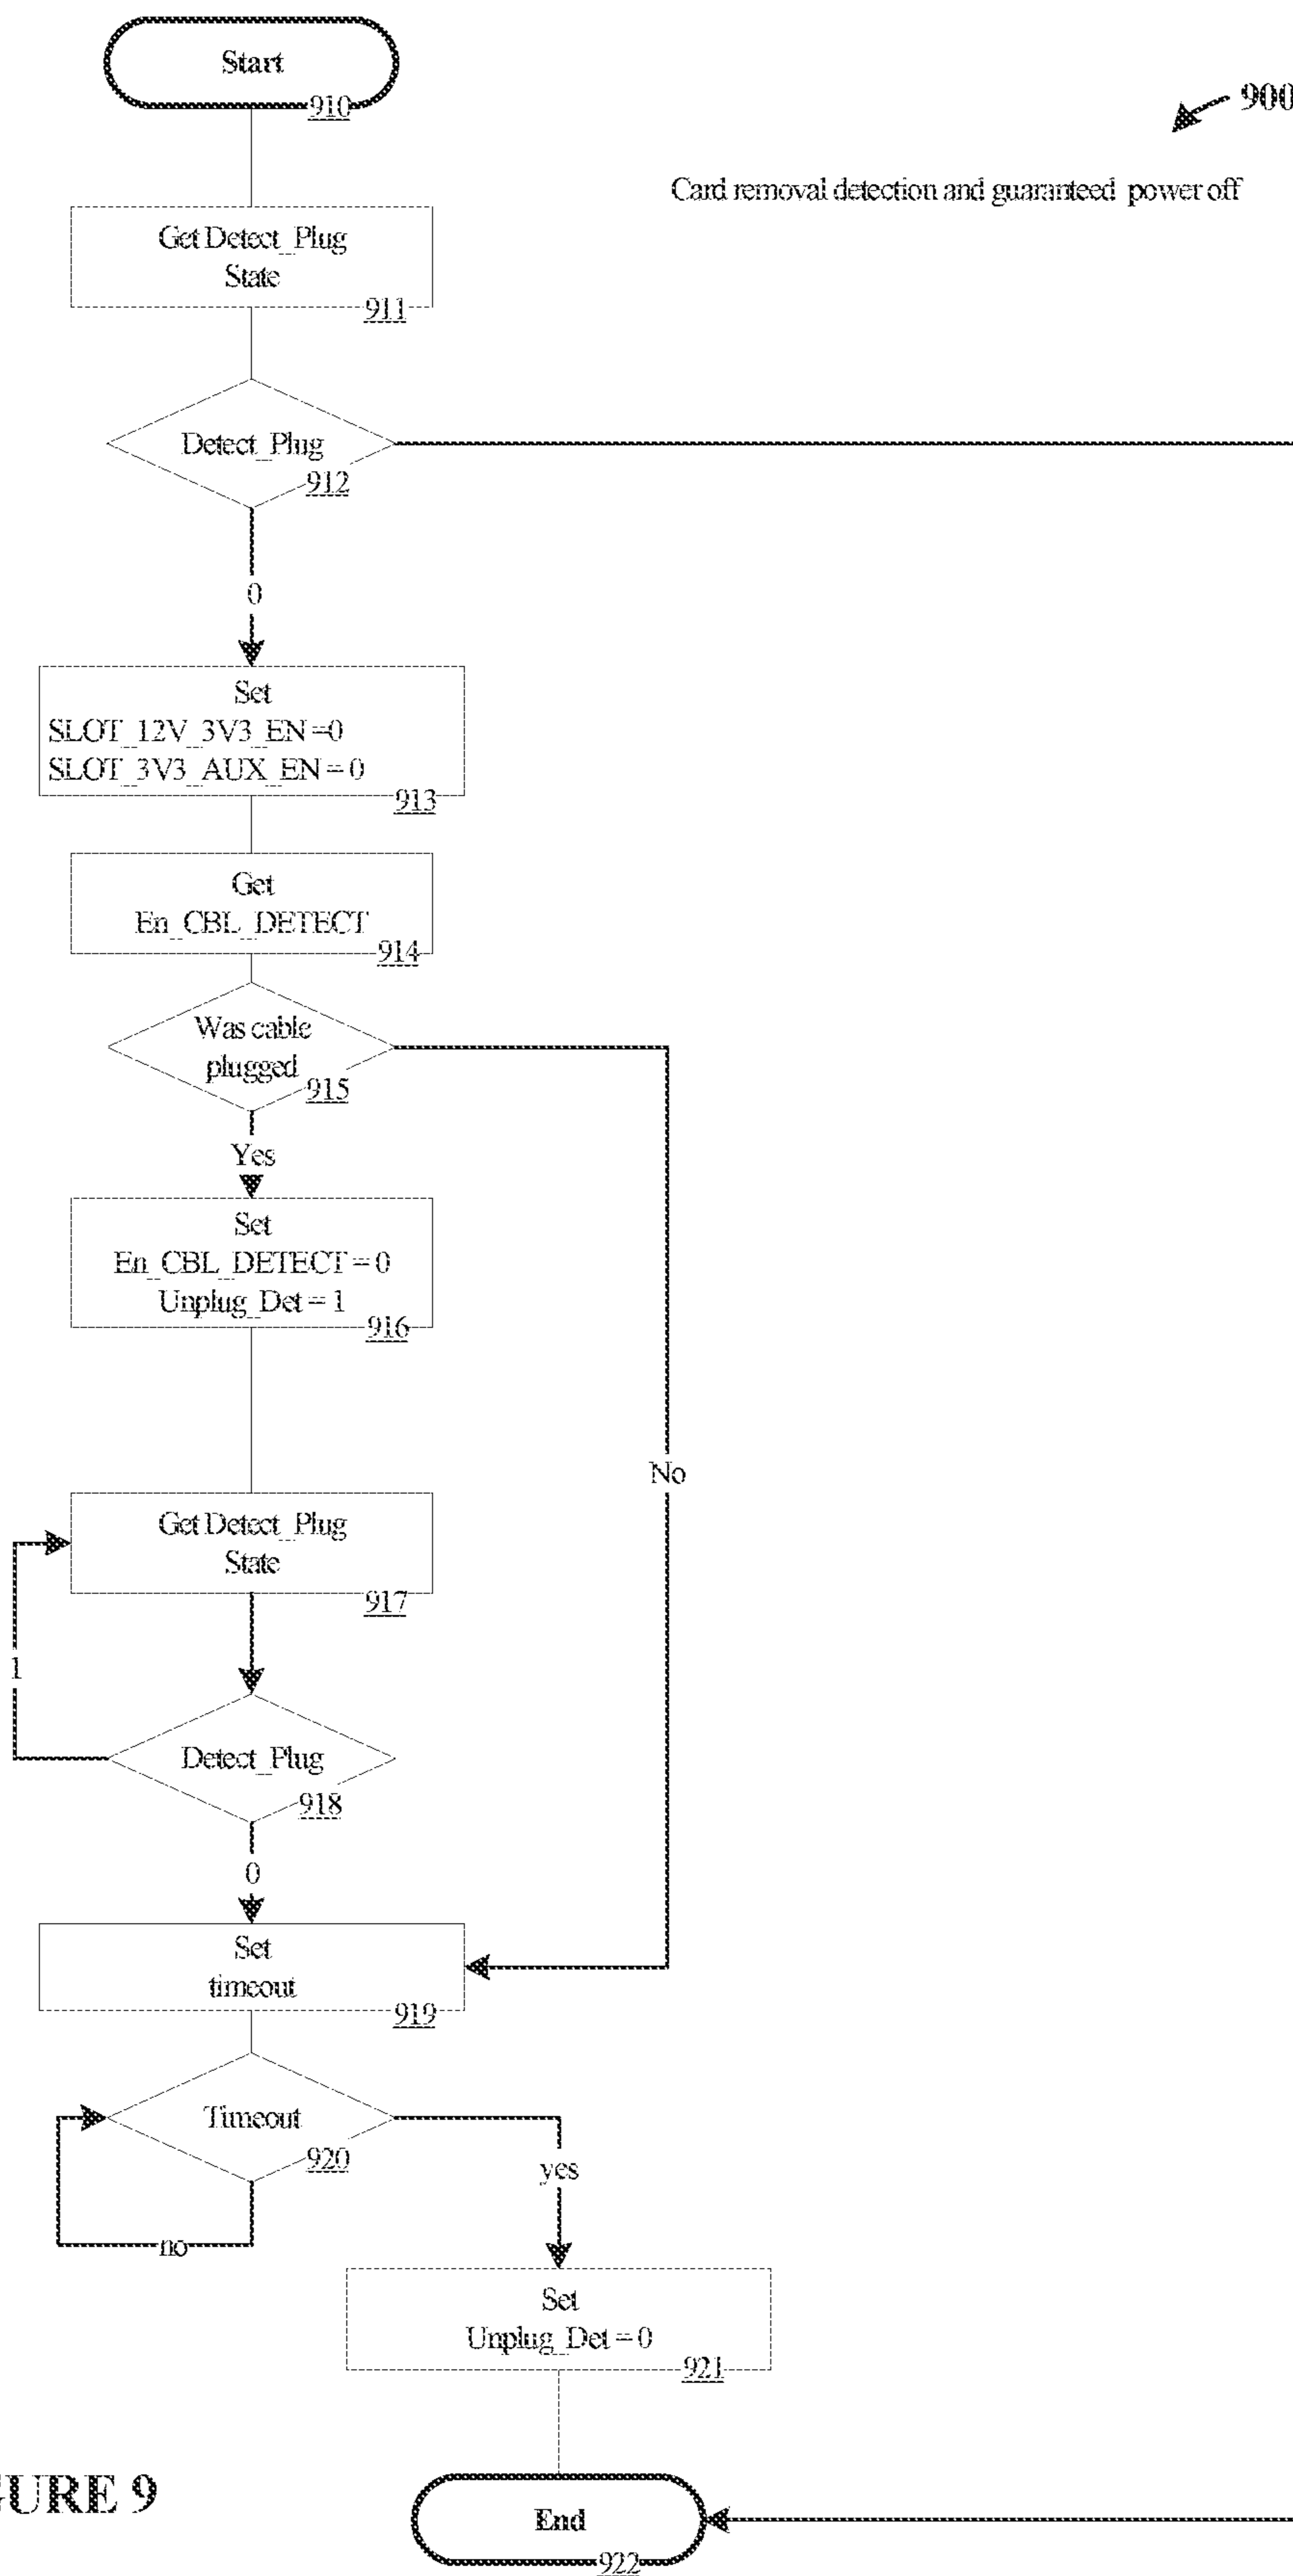 Start
910
900
Card removal detection and guaranteed power off
Get Detect_Plug
State
911
Detect_Plug
912
0
Set
SLOT_12V_3V3_EN =0
SLOT_3V3_AUX_EN = 0
913
Get
En_CBL_DETECT
914
Was cable
plugged
915
Yes
Set
En_CBL_DETECT = 0
Unplug_Det = 1
916
No
Get Detect_Plug
State
917
1
Detect_Plug
918
0
Set
timeout
919
Timeout
920
yes
no
Set
Unplug_Det = 0
921
GURE 9
End
922